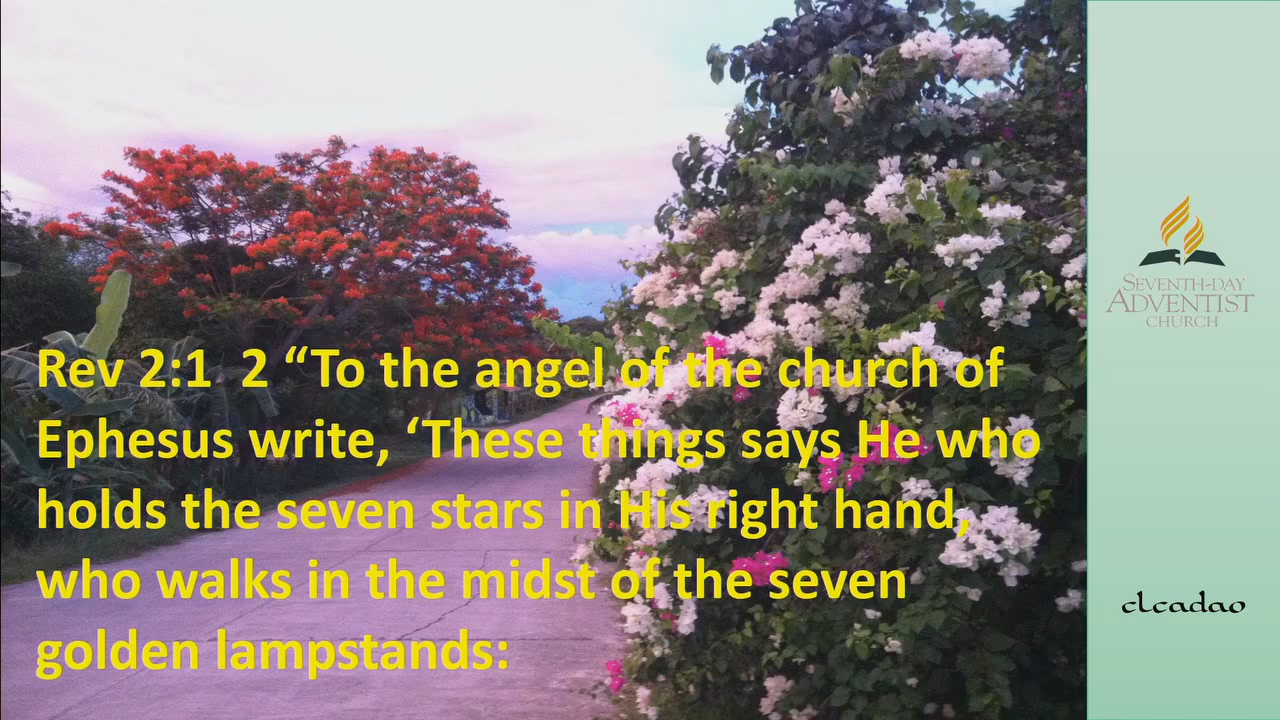 Rev 2:1  2 “To the angel of the church of
Ephesus write, ‘These things says He who
holds the seven stars in His right hand,
who walks in the midst of the seven
golden lampstands:
SEVENTH-DAY
ADVENTIST
CHURCH
clcadao